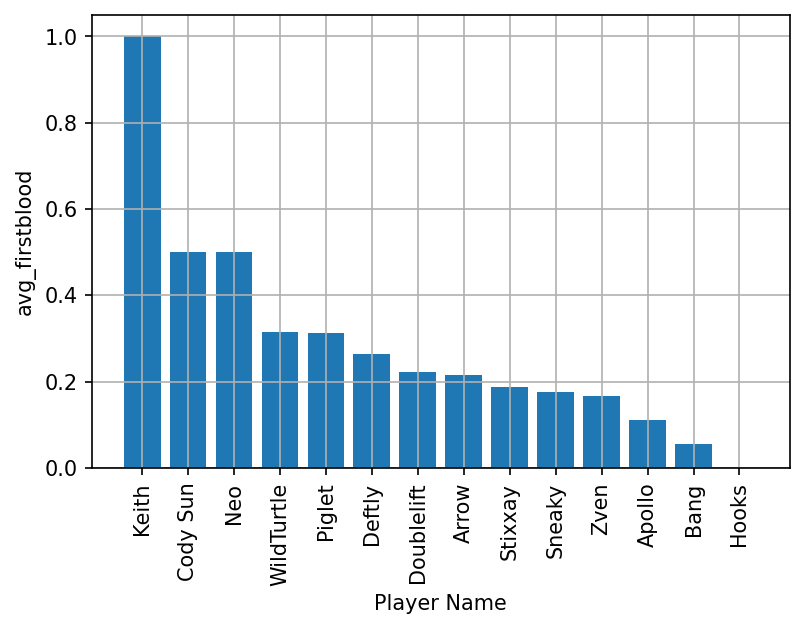 1.0
0.8
0.6
0.4
0.2
0.0
avg_firstblood
Keith
Cody Sun
Neo
WildTurtle
Piglet
Deftly
Doublelift
Arrow
Stixxay
Sneaky
Zven
Apollo
Bang
Hooks
Player Name